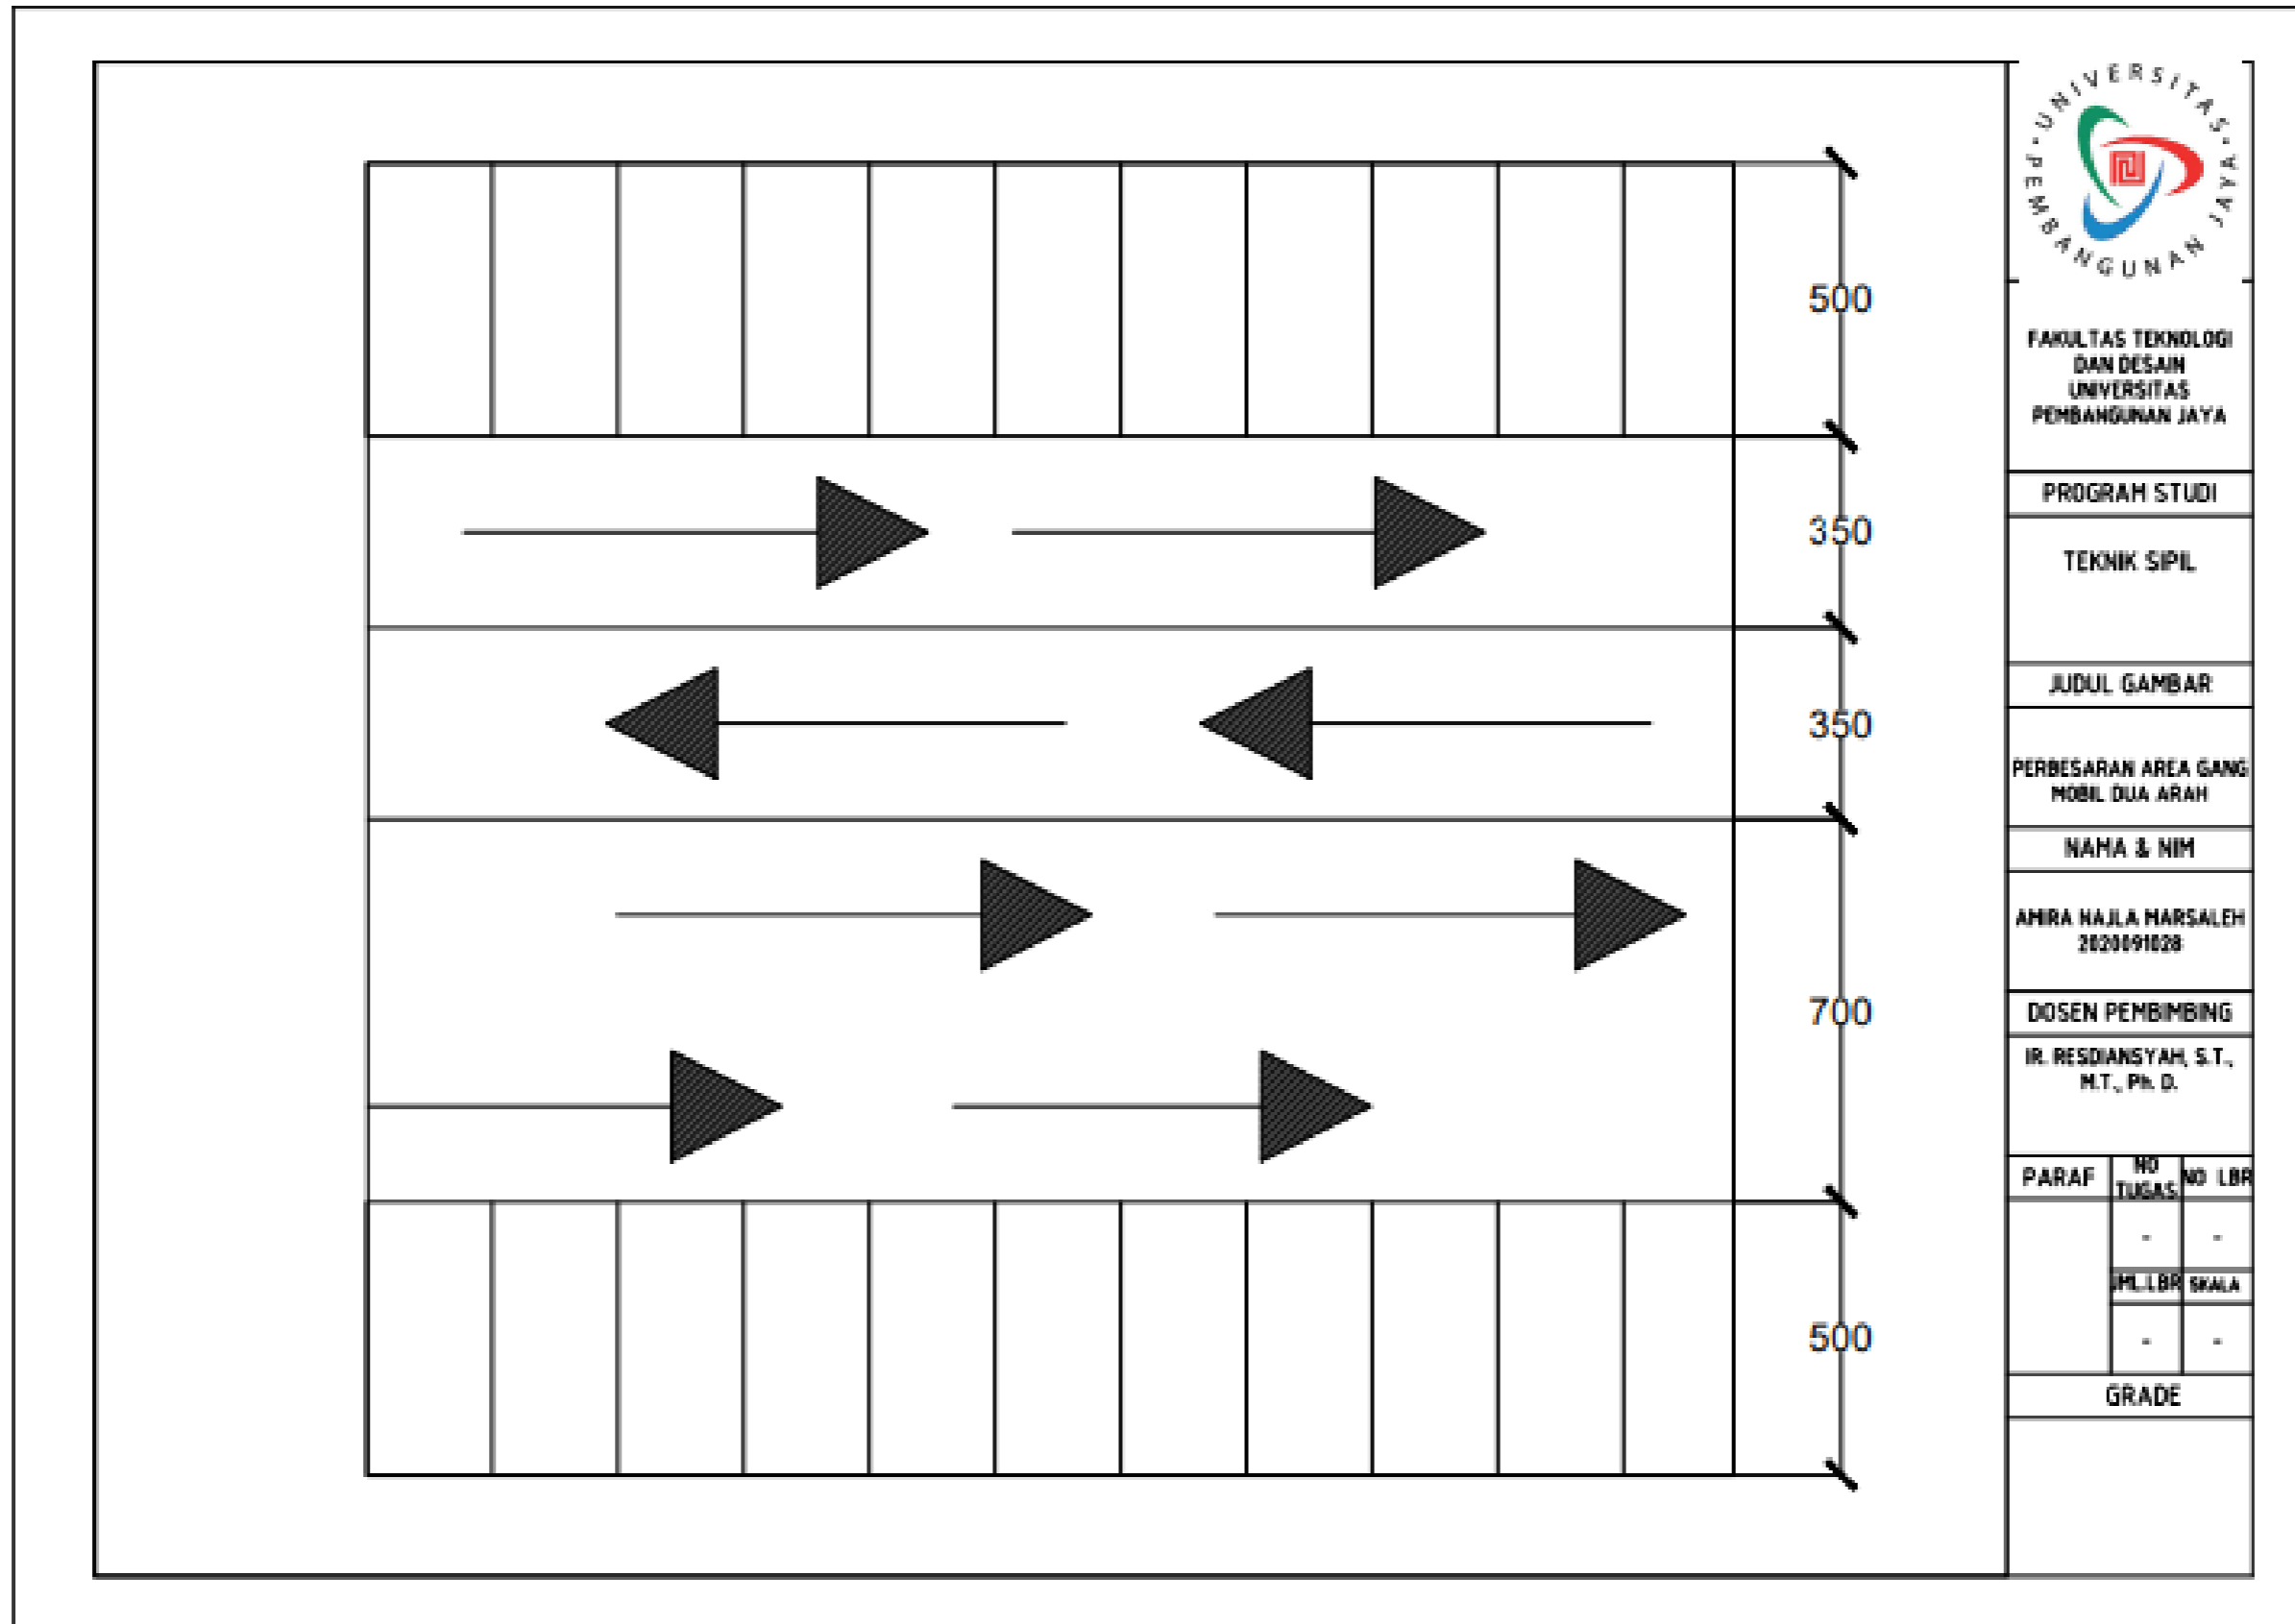 500
350
350
700
500
UNIVERSITAS PEMBANGUNAN JAYA
FAKULTAS TEKNOLOGI
DAN DESAIN
UNIVERSITAS
PEMBANGUNAN JAYA
PROGRAM STUDI
TEKNIK SIPIL
JUDUL GAMBAR
PERBESARAN AREA GANG
MOBIL DUA ARAH
NAMA & NIM
AMIRA NAJLA MARSALEH
2020091028
DOSEN PEMBIMBING
IR. RESDIANSYAH, S.T.,
M.T., Ph. D.
PARAF
NO
TUGAS
NO LBR
-
-
JML.LBR
SKALA
-
-
GRADE